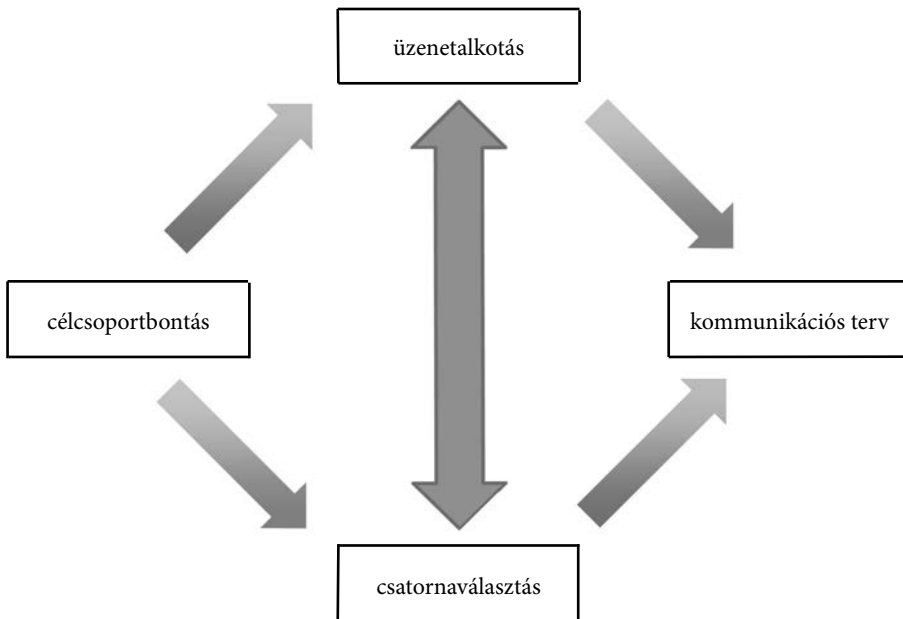 üzenetalkotás
célcsoportbontás
kommunikációs terv
csatornaválasztás